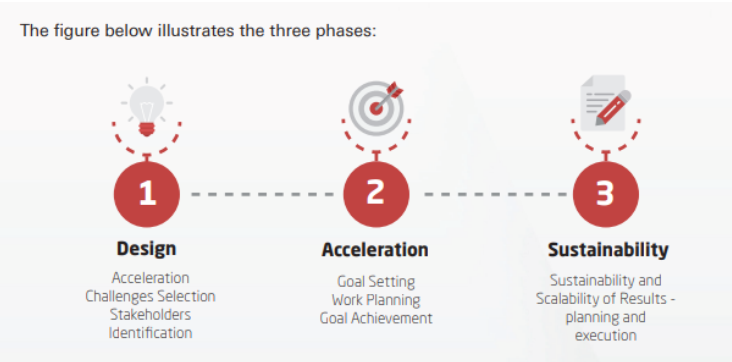 The figure below illustrates the three phases:
1
2
3
Design
Acceleration
Challenges Selection
Stakeholders
Identification
Acceleration
Goal Setting
Work Planning
Goal Achievement
Sustainability
Sustainability and
Scalability of Results -
planning and
execution